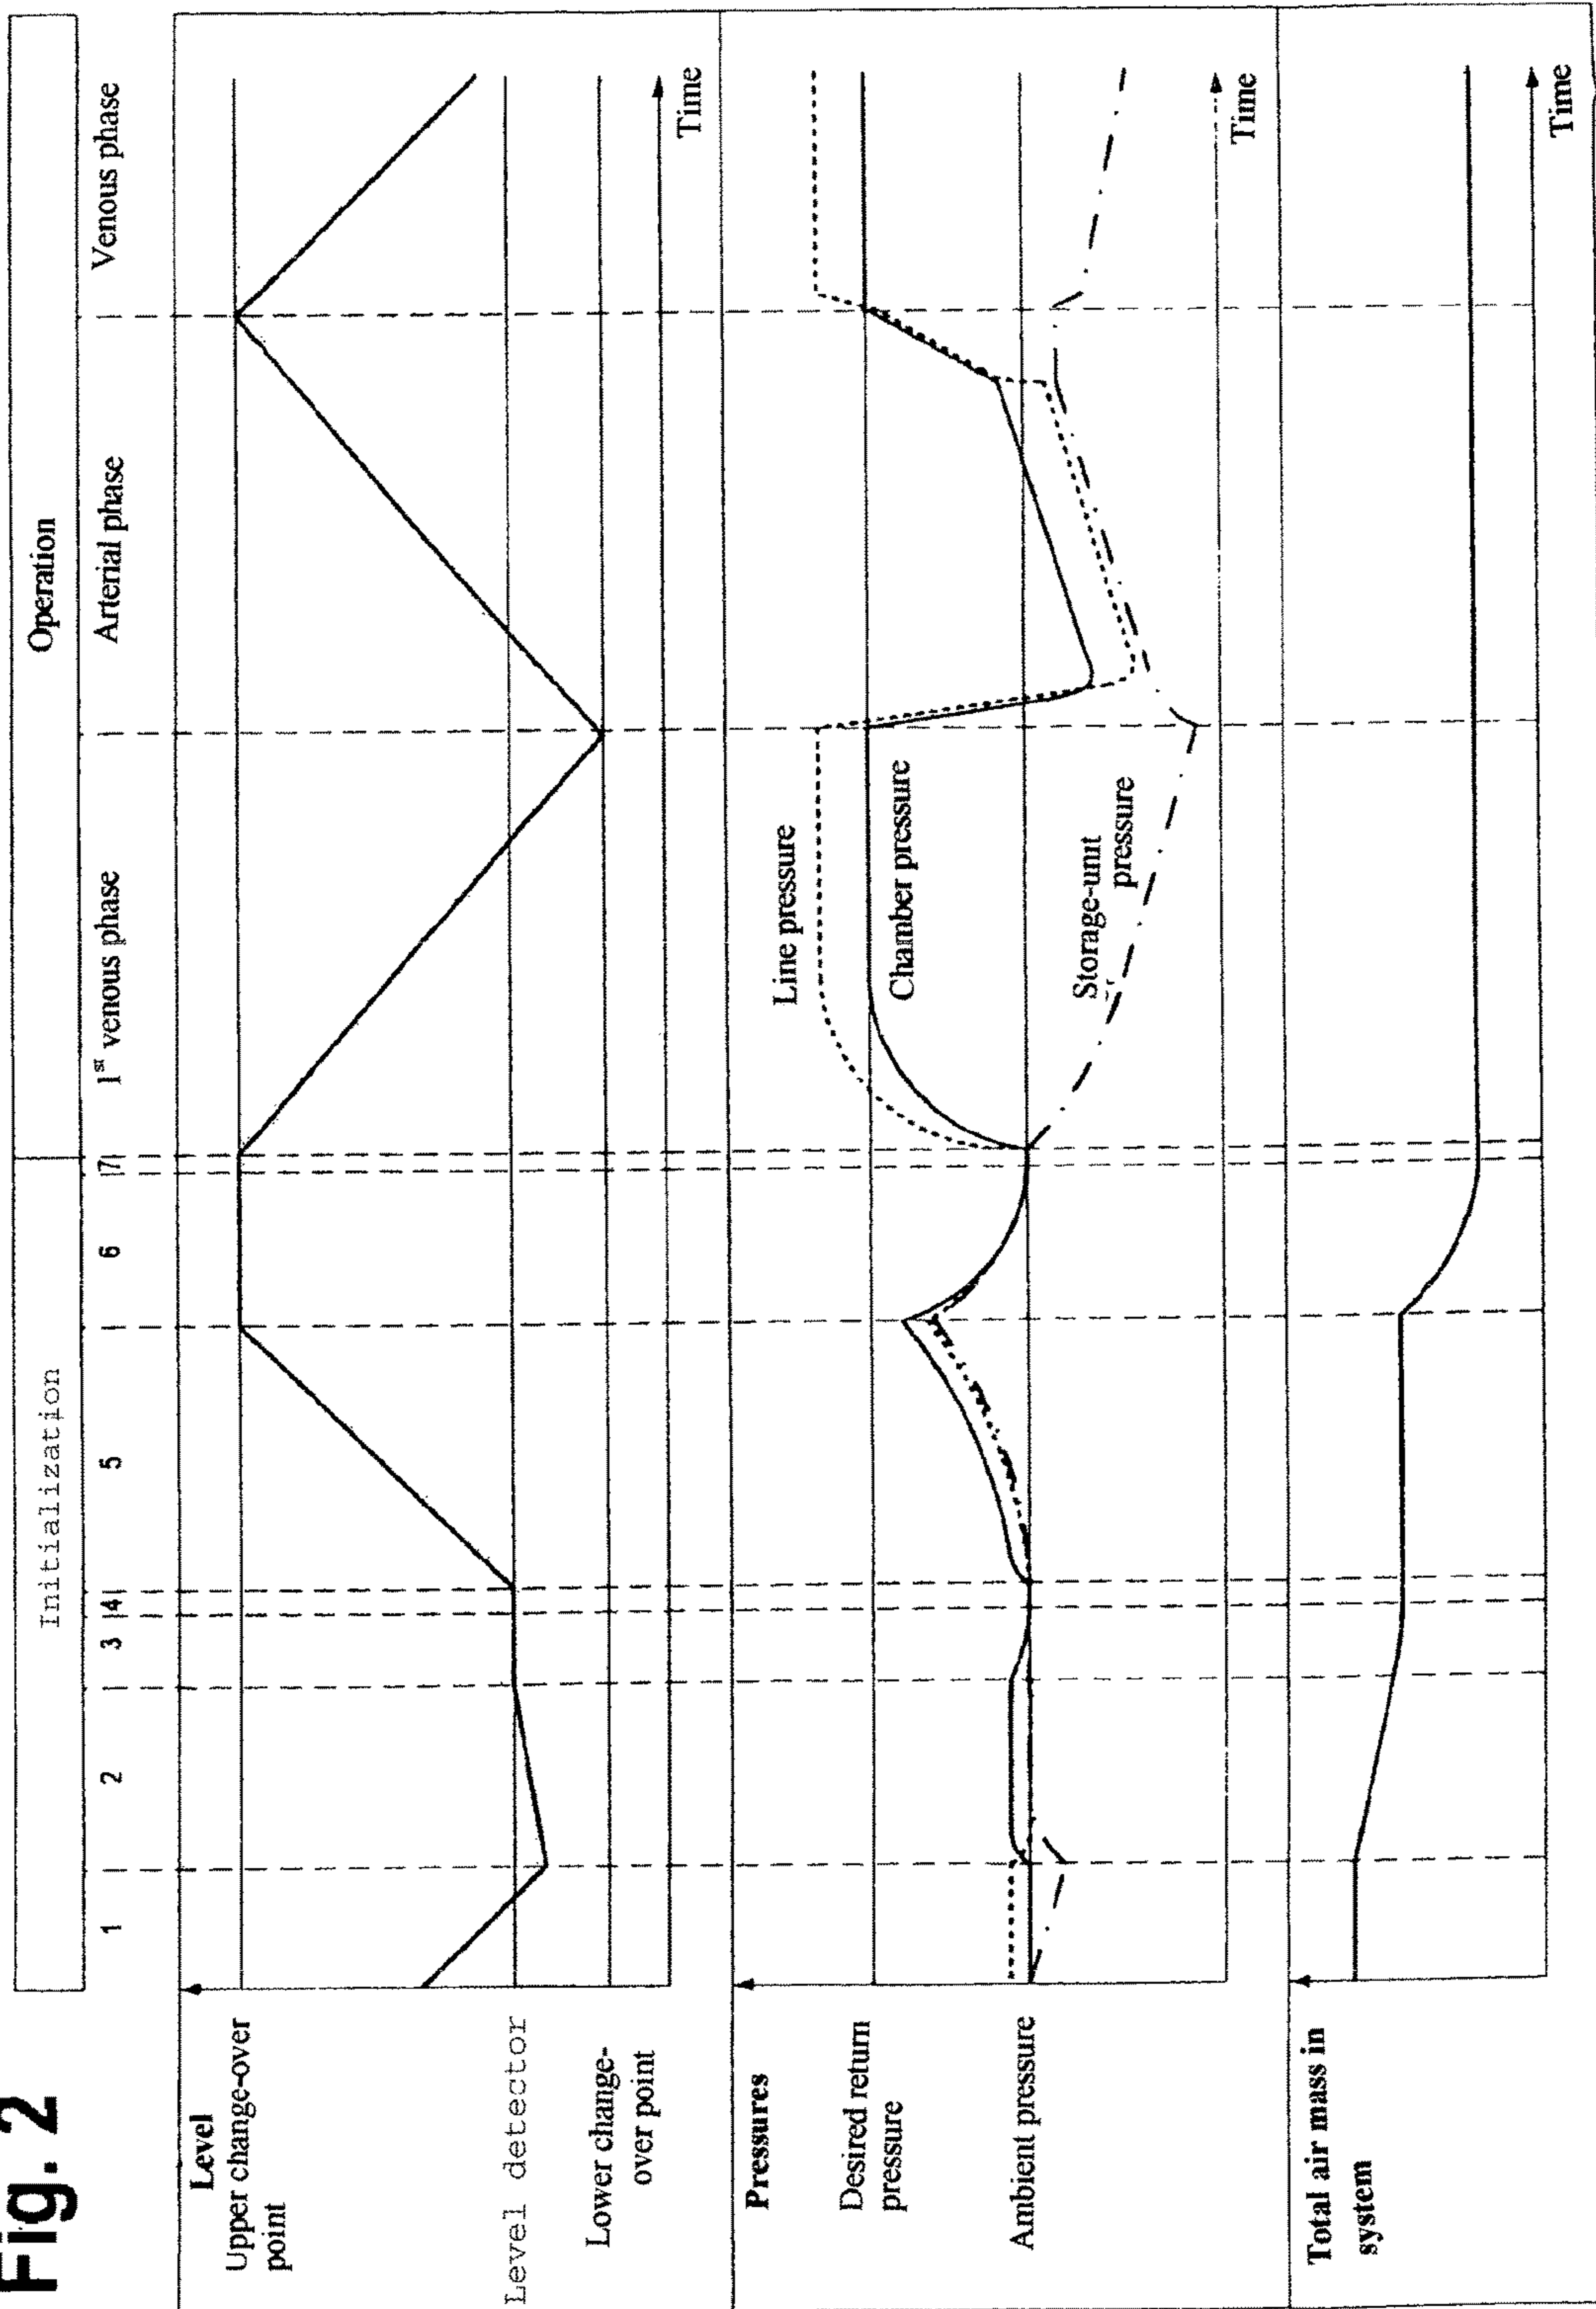 Fig. 2
Initialization
Operation
1
2
3
4
5
6
7
1st venous phase
Arterial phase
Venous phase
Level
Upper change-over
point
Level detector
Lower change-
over point
Time
Pressures
Desired return
pressure
Ambient pressure
Line pressure
Chamber pressure
Storage-unit
pressure
Time
Total air mass in
system
Time